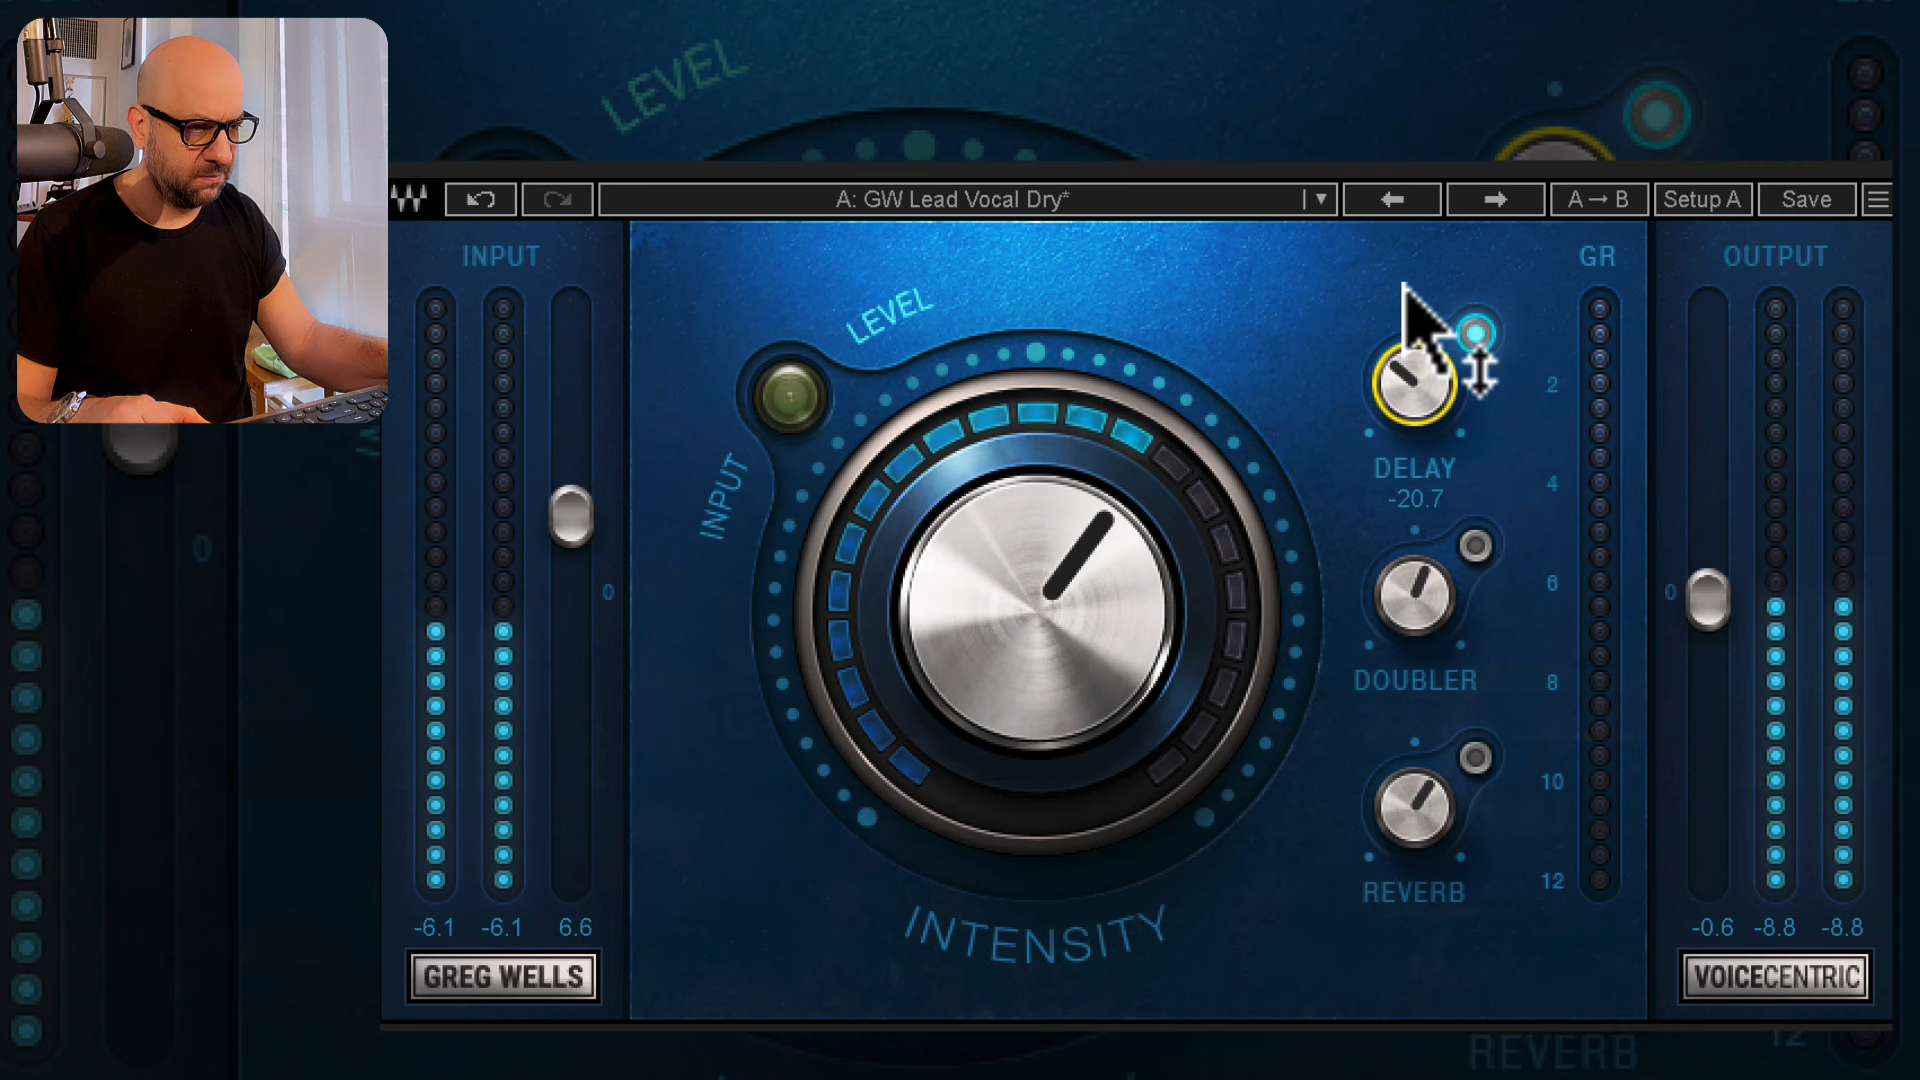 LEVEL
A: GW Lead Vocal Dry*
A→B
Setup A
Save
INPUT
GR
OUTPUT
LEVEL
INPUT
DELAY
-20.7
DOUBLER
REVERB
INTENSITY
2
4
6
8
10
12
0
0
0
-6.1 -6.1 6.6
-0.6 -8.8 -8.8
GREG WELLS
VOICECENTRIC
REVERB
12